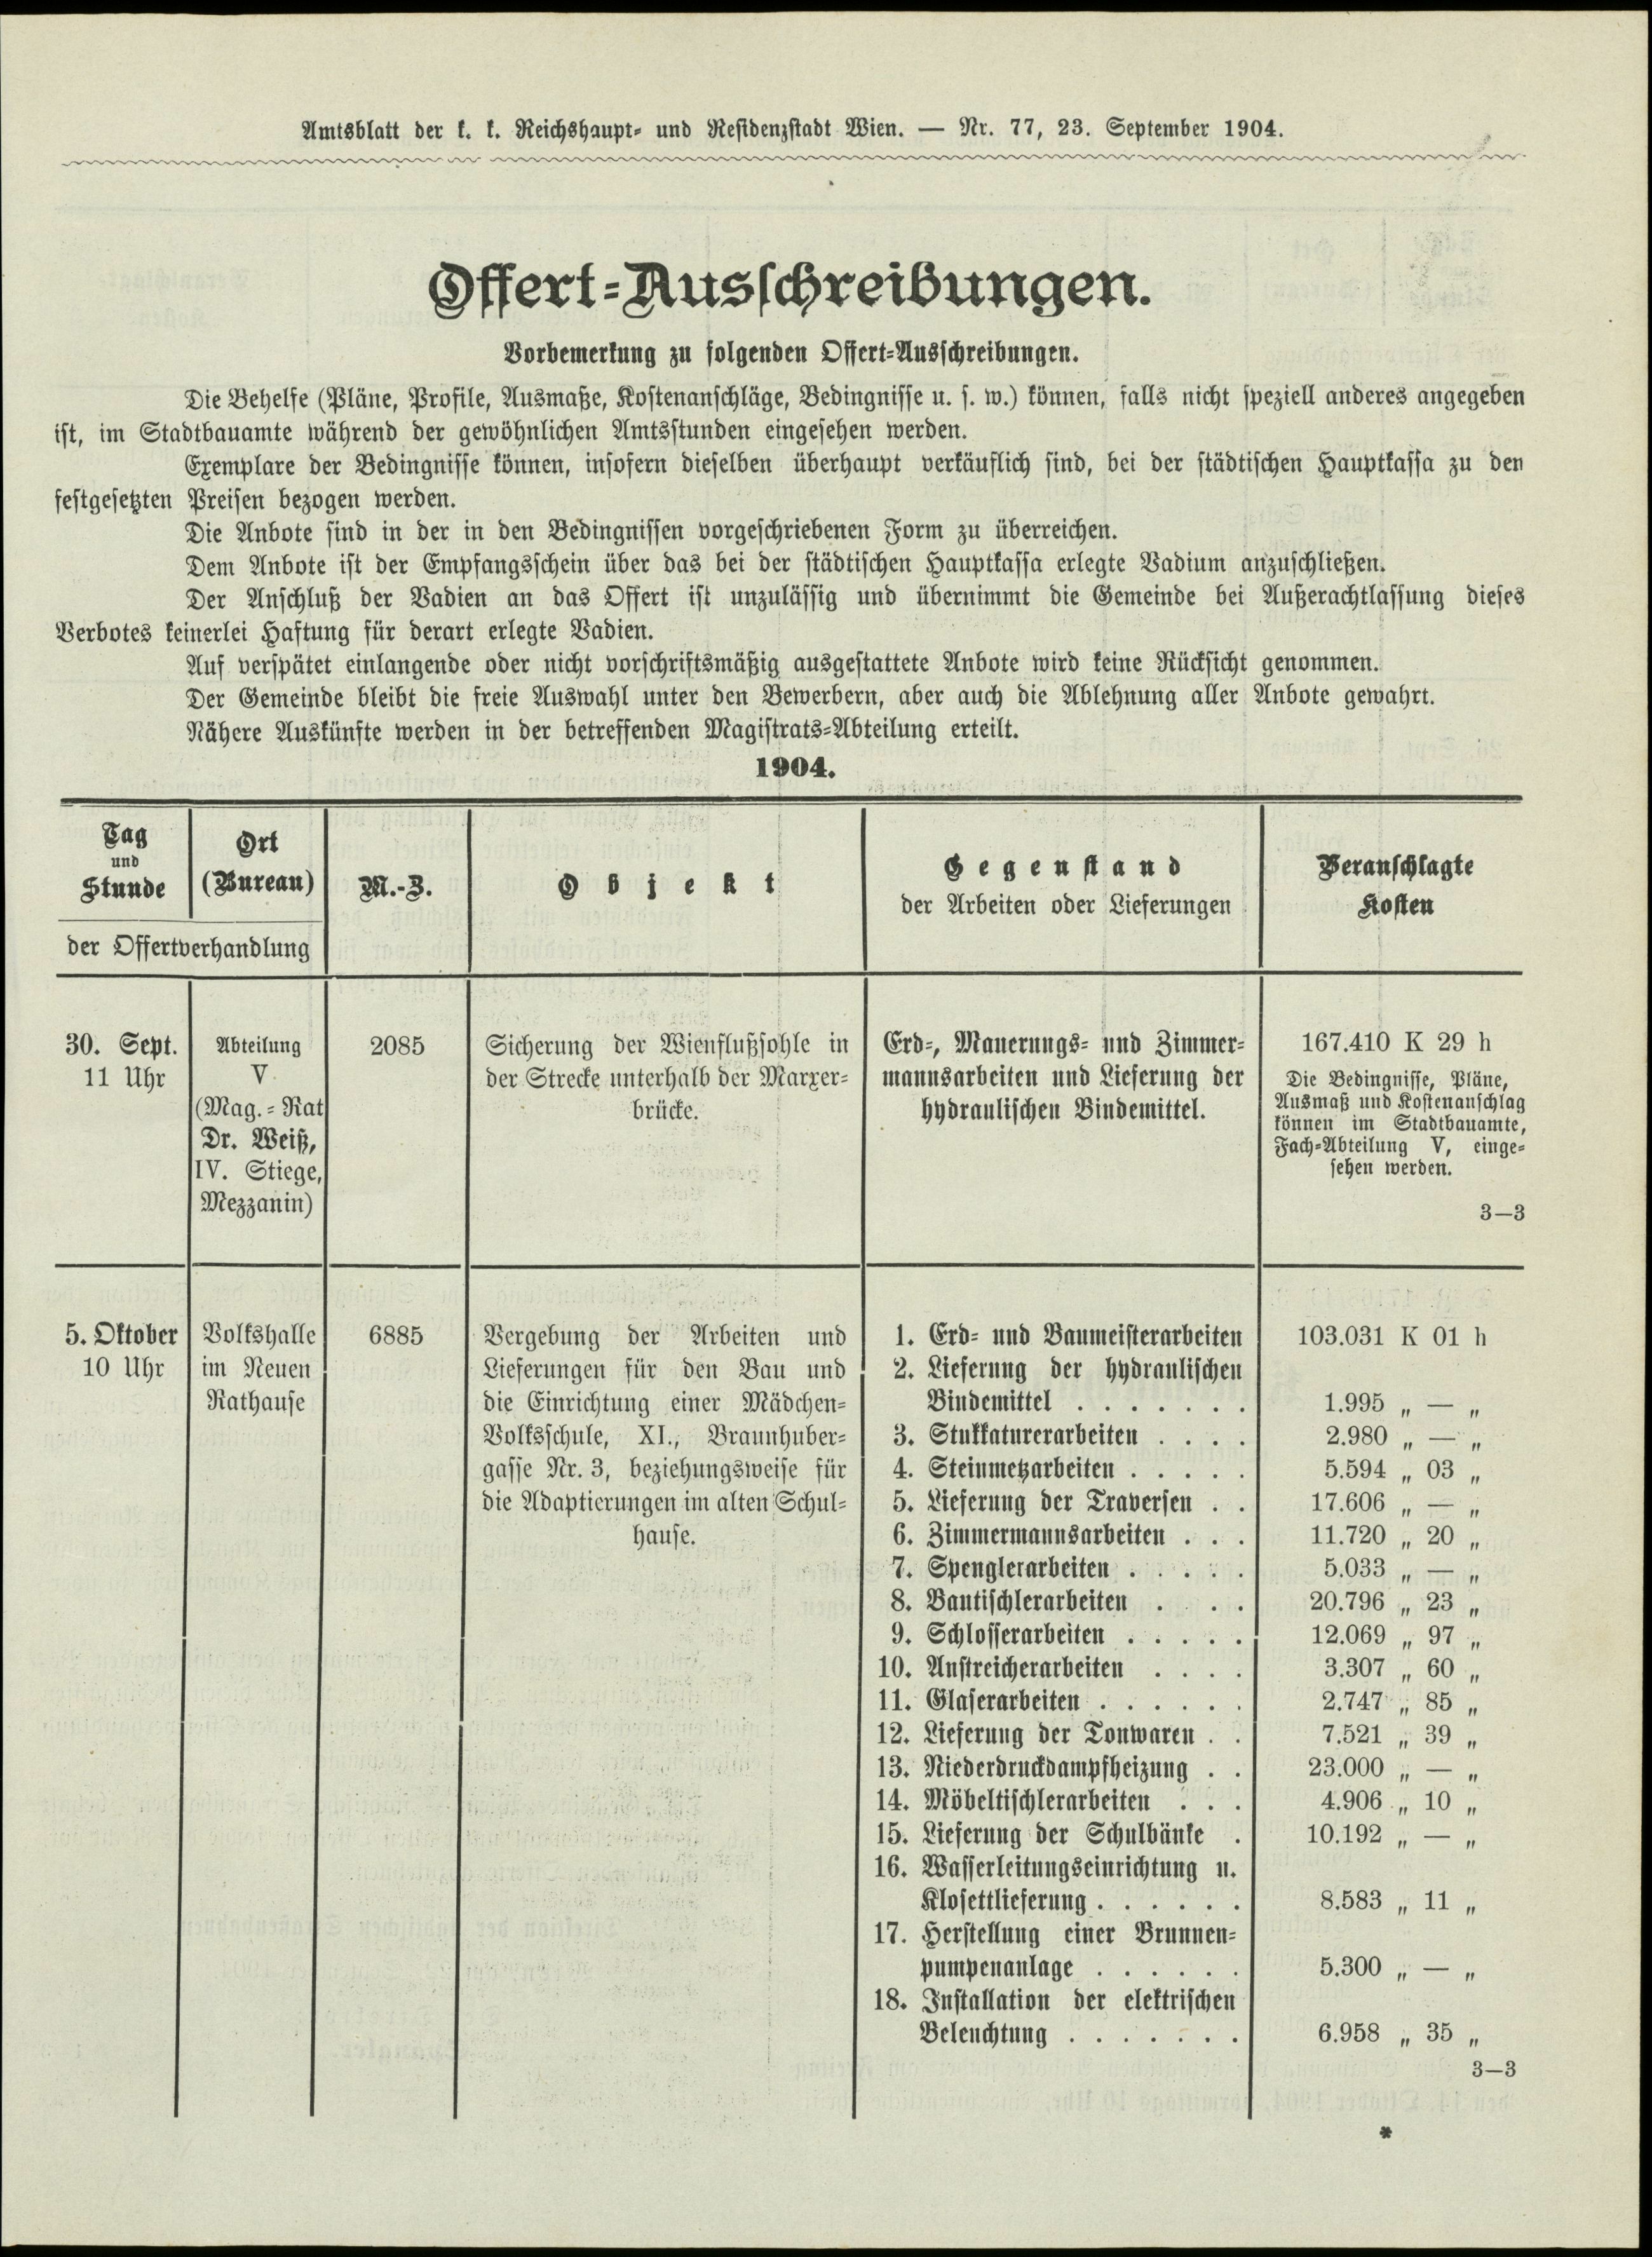 Amtsblatt der k. k. Reichshaupt- und Residenzstadt Wien. — Nr. 77, 23. September 1904.
Offert-Ausschreibungen.
Vorbemerkung zu folgenden Offert-Ausschreibungen.
Die Behelfe (Pläne, Profile, Ausmaße, Kostenanschläge, Bedingnisse u. s. w.) können, falls nicht speziell anderes angegeben
ist, im Stadtbauamte während der gewöhnlichen Amtsstunden eingesehen werden.
Exemplare der Bedingnisse können, insofern dieselben überhaupt verkäuflich sind, bei der städtischen Hauptkassa zu den
festgesetzten Preisen bezogen werden.
Die Anbote sind in der in den Bedingnissen vorgeschriebenen Form zu überreichen.
Dem Anbote ist der Empfangsschein über das bei der städtischen Hauptkassa erlegte Vadium anzuschließen.
Der Anschluß der Vadien an das Offert ist unzulässig und übernimmt die Gemeinde bei Außerachtlassung dieses
Verbotes keinerlei Haftung für derart erlegte Vadien.
Auf verspätet einlangende oder nicht vorschriftsmäßig ausgestattete Anbote wird keine Rücksicht genommen.
Der Gemeinde bleibt die freie Auswahl unter den Bewerbern, aber auch die Ablehnung aller Anbote gewahrt.
Nähere Auskünfte werden in der betreffenden Magistrats-Abteilung erteilt.
1904.
Tag
und
Stunde
Ort
(Bureau)
der Offertverhandlung
M.-Z.
Objekt
Gegenstand
der Arbeiten oder Lieferungen
Veranschlagte
Kosten
30. Sept.
11 Uhr
Abteilung
V
(Mag.-Rat
Dr. Weiß,
IV. Stiege,
Mezzanin)
2085
Sicherung der Wienflußsohle in
der Strecke unterhalb der Marxer-
brücke.
Erd-, Mauerungs- und Zimmer-
mannsarbeiten und Lieferung der
hydraulischen Bindemittel.
167.410 K 29 h
Die Bedingnisse, Pläne,
Ausmaß und Kostenanschlag
können im Stadtbauamte,
Fach-Abteilung V, einge-
sehen werden.
3—3
5. Oktober
10 Uhr
Volkshalle
im Neuen
Rathause
6885
Vergebung der Arbeiten und
Lieferungen für den Bau und
die Einrichtung einer Mädchen-
Volksschule, XI., Braunhuber-
gasse Nr. 3, beziehungsweise für
die Adaptierungen im alten Schul-
hause.
1. Erd- und Baumeisterarbeiten 103.031 K 01 h
2. Lieferung der hydraulischen
Bindemittel . . . . . . . 1.995 „ — „
3. Stukkaturerarbeiten . . . . 2.980 „ — „
4. Steinmetzarbeiten . . . . . 5.594 „ 03 „
5. Lieferung der Traversen . . 17.606 „ — „
6. Zimmermannsarbeiten . . . 11.720 „ 20 „
7. Spenglerarbeiten . . . . . 5.033 „ — „
8. Bautischlerarbeiten . . . . 20.796 „ 23 „
9. Schlosserarbeiten . . . . . 12.069 „ 97 „
10. Anstreicherarbeiten . . . . 3.307 „ 60 „
11. Glaserarbeiten . . . . . . 2.747 „ 85 „
12. Lieferung der Tonwaren . . 7.521 „ 39 „
13. Niederdruckdampfheizung . . 23.000 „ — „
14. Möbeltischlerarbeiten . . . 4.906 „ 10 „
15. Lieferung der Schulbänke . 10.192 „ — „
16. Wasserleitungseinrichtung u.
Klosettlieferung . . . . . . 8.583 „ 11 „
17. Herstellung einer Brunnen-
pumpenanlage . . . . . . 5.300 „ — „
18. Installation der elektrischen
Beleuchtung . . . . . . . 6.958 „ 35 „
3—3
*